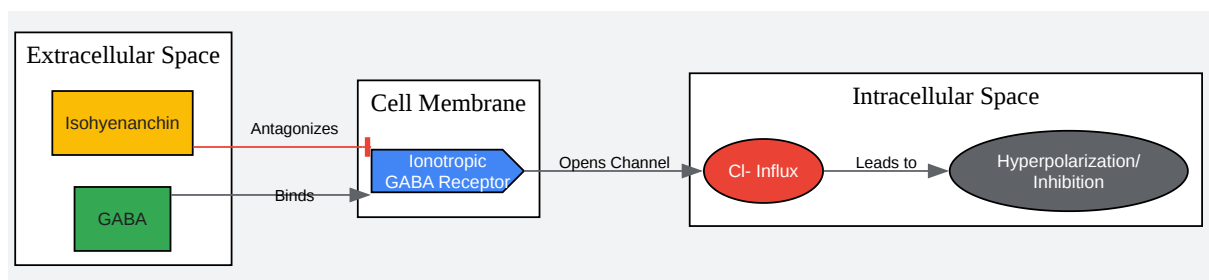 Extracellular Space
Isohyenanchin
GABA
Antagonizes
Binds
Cell Membrane
Ionotropic
GABA Receptor
Opens Channel
Intracellular Space
Cl- Influx
Leads to
Hyperpolarization/
Inhibition